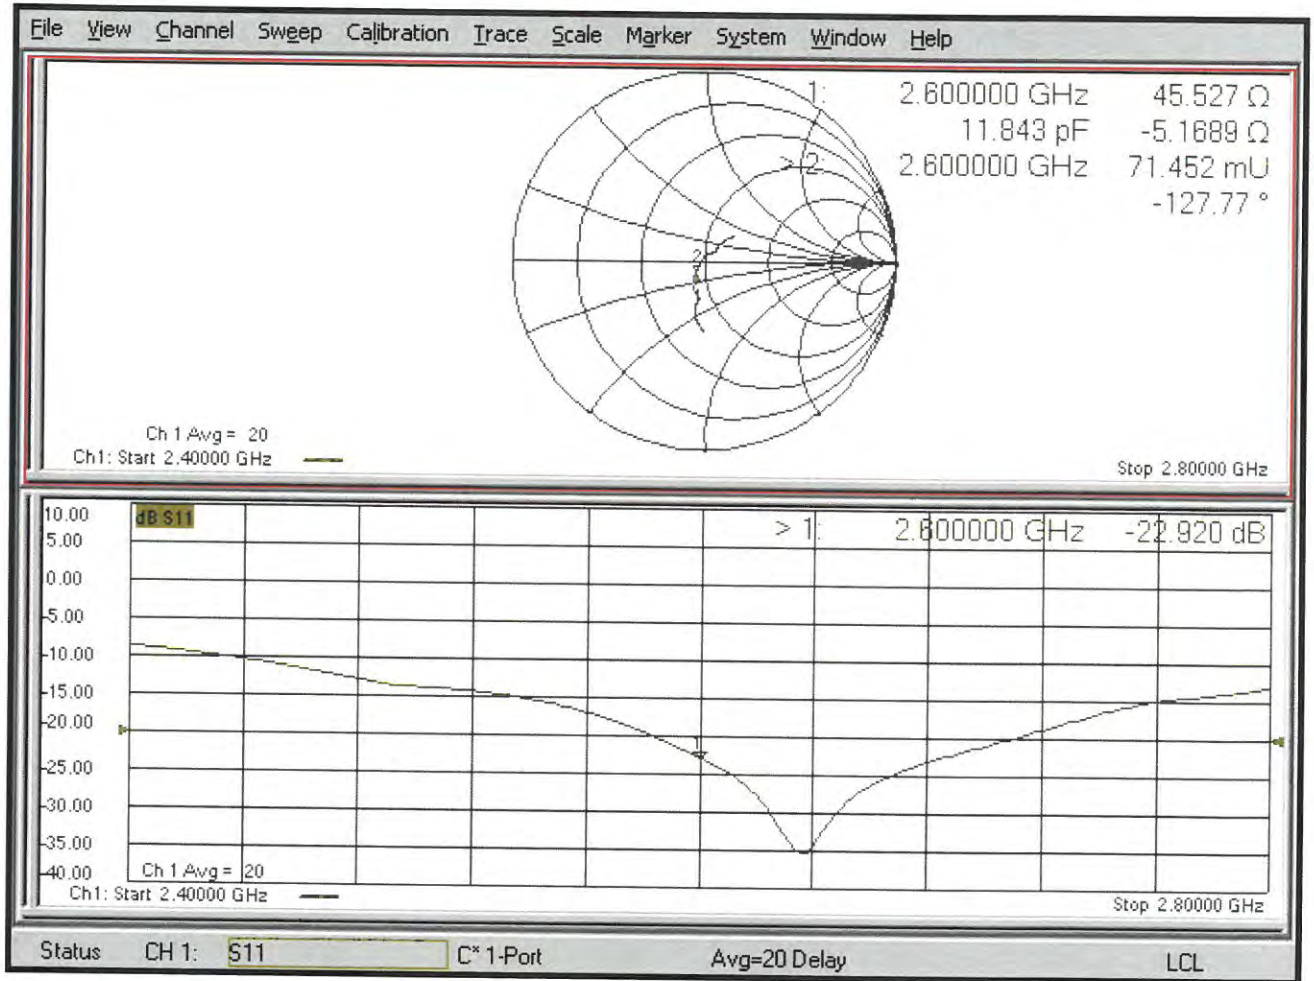 File View Channel Sweep Calibration Trace Scale Marker System Window Help
1: 2.600000 GHz 45.527 Ω
11.843 pF -5.1689 Ω
> 2: 2.600000 GHz 71.452 mU
-127.77 °
2
Ch 1 Avg = 20
Ch1: Start 2.40000 GHz
Stop 2.80000 GHz
10.00
dB S11
> 1: 2.600000 GHz -22.920 dB
5.00
0.00
-5.00
-10.00
-15.00
-20.00
1
-25.00
-30.00
-35.00
-40.00
Ch 1 Avg = 20
Ch1: Start 2.40000 GHz
Stop 2.80000 GHz
Status CH 1: S11 C* 1-Port Avg=20 Delay LCL